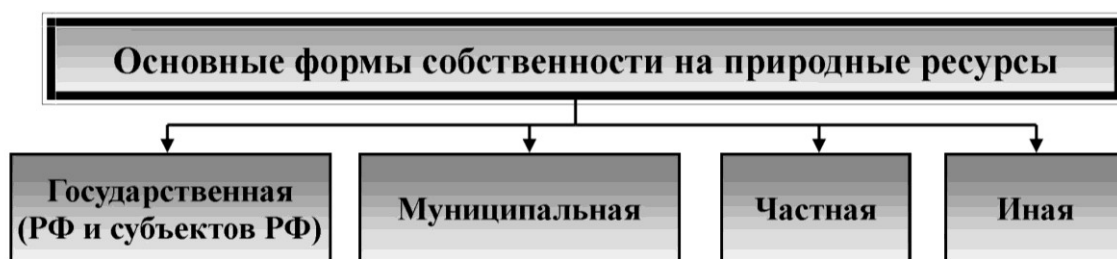 Основные формы собственности на природные ресурсы
Государственная
(РФ и субъектов РФ)
Муниципальная
Частная
Иная